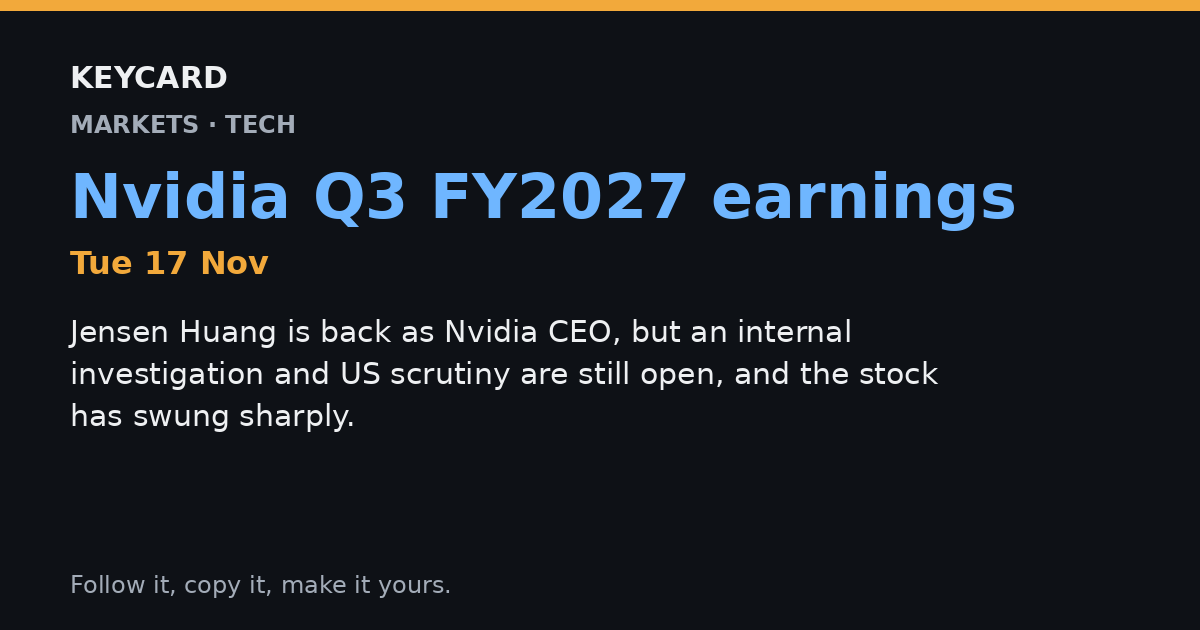 KEYCARD
MARKETS · TECH
Nvidia Q3 FY2027 earnings
Tue 17 Nov
Jensen Huang is back as Nvidia CEO, but an internal
investigation and US scrutiny are still open, and the stock
has swung sharply.
Follow it, copy it, make it yours.